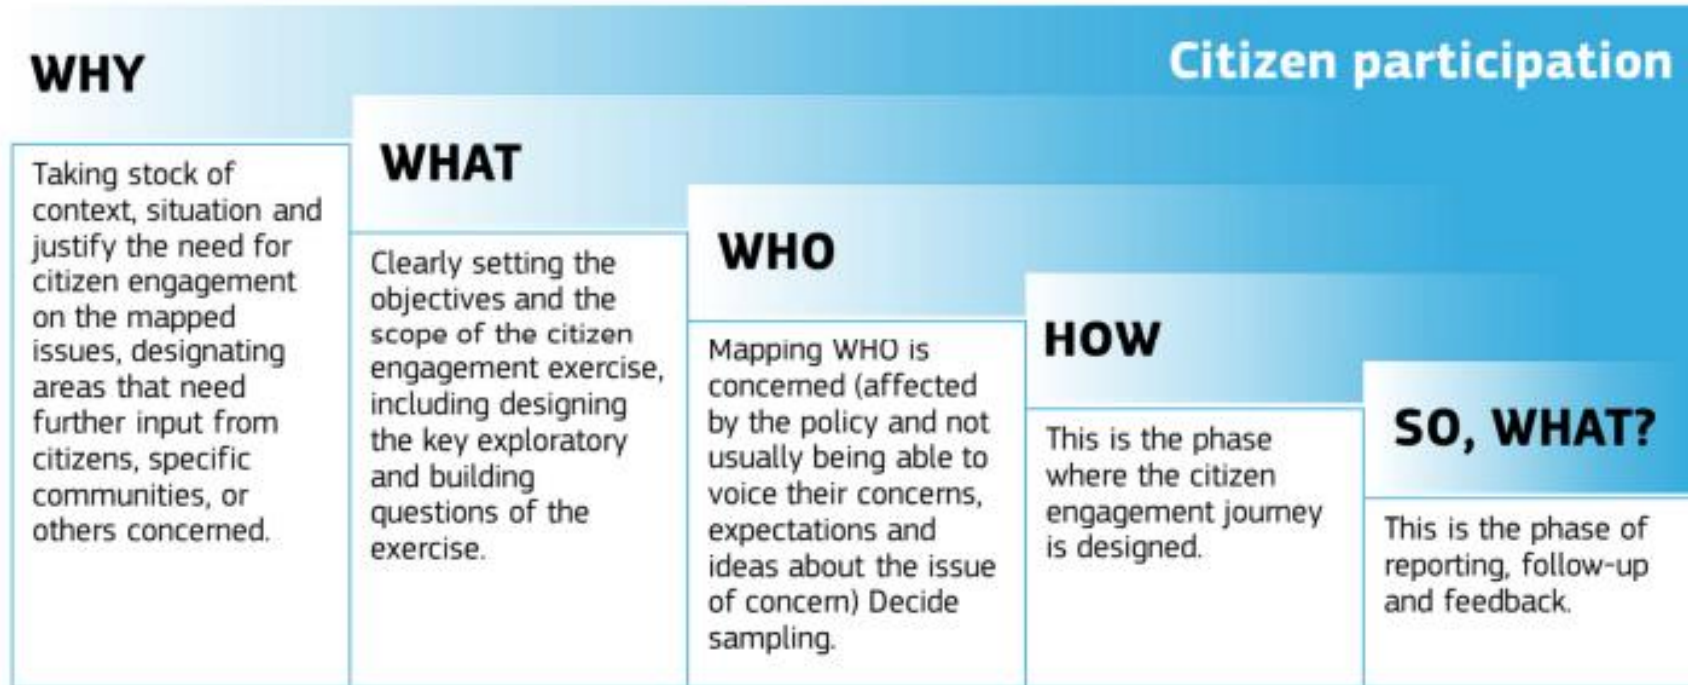 Citizen participation
WHY
Taking stock of
context, situation and
justify the need for
citizen engagement
on the mapped
issues, designating
areas that need
further input from
citizens, specific
communities, or
others concerned.
WHAT
Clearly setting the
objectives and the
scope of the citizen
engagement exercise,
including designing
the key exploratory
and building
questions of the
exercise.
WHO
Mapping WHO is
concerned (affected
by the policy and not
usually being able to
voice their concerns,
expectations and
ideas about the issue
of concern) Decide
sampling.
HOW
This is the phase
where the citizen
engagement journey
is designed.
SO, WHAT?
This is the phase of
reporting, follow-up
and feedback.